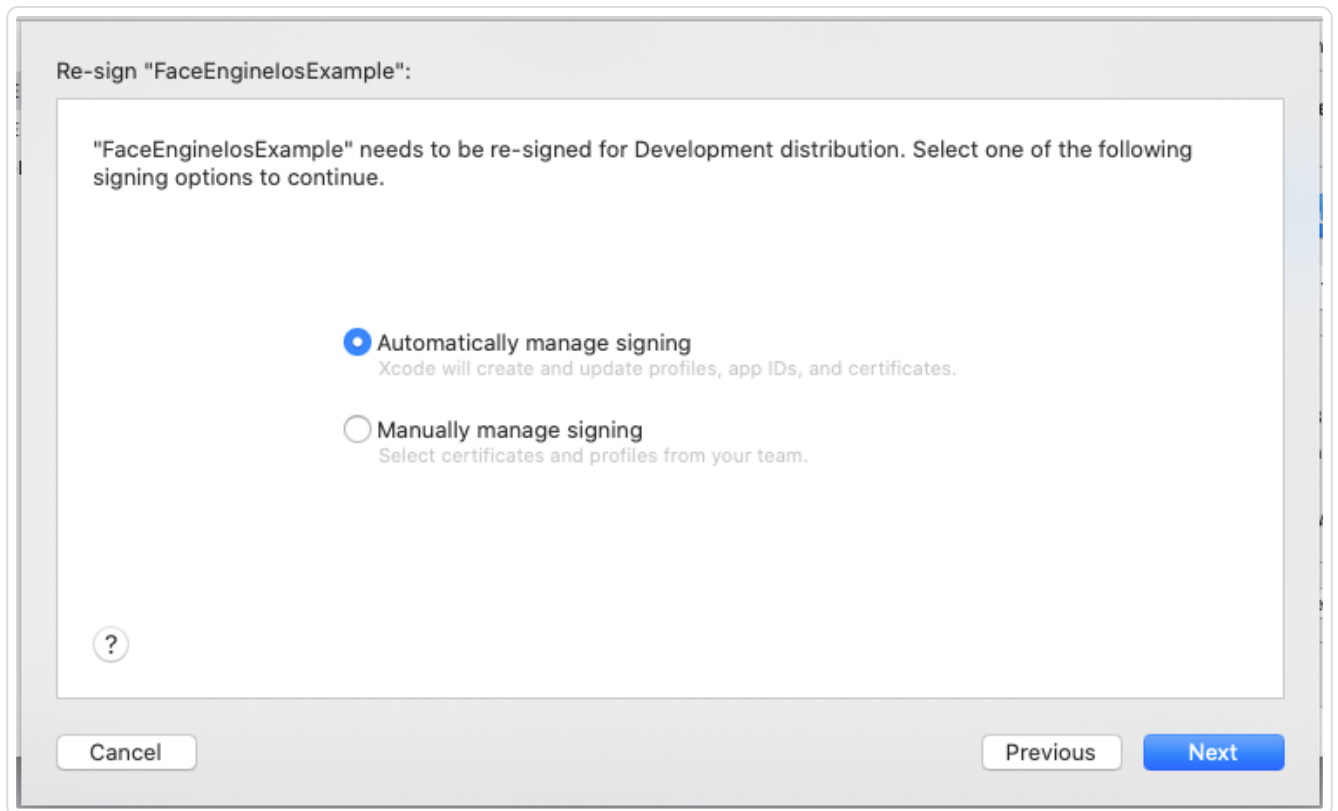 Re-sign "FaceEngineIosExample":
"FaceEngineIosExample" needs to be re-signed for Development distribution. Select one of the following
signing options to continue.
Automatically manage signing
Xcode will create and update profiles, app IDs, and certificates.
Manually manage signing
Select certificates and profiles from your team.
?
Cancel
Previous
Next